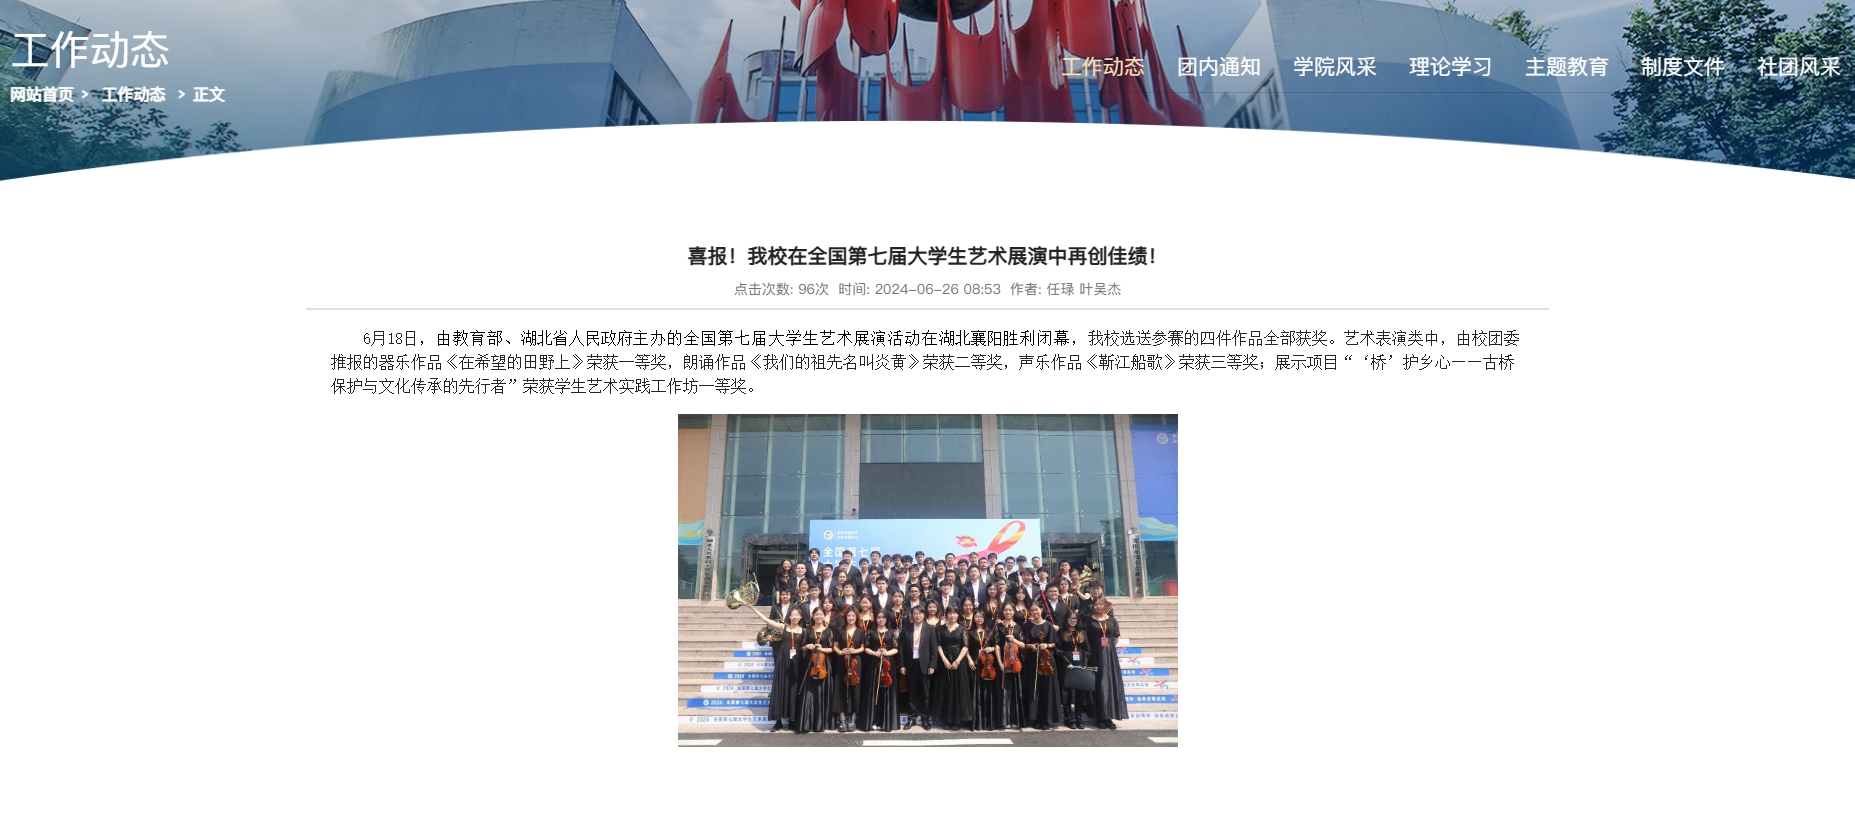 工作动态
网站首页 > 工作动态 > 正文
工作动态 团内通知 学院风采 理论学习 主题教育 制度文件 社团风采
喜报！我校在全国第七届大学生艺术展演中再创佳绩！
点击次数: 96次 时间: 2024-06-26 08:53 作者: 任琭 叶吴杰
6月18日，由教育部、湖北省人民政府主办的全国第七届大学生艺术展演活动在湖北襄阳胜利闭幕，我校选送参赛的四件作品全部获奖。艺术表演类中，由校团委
推报的器乐作品《在希望的田野上》荣获一等奖，朗诵作品《我们的祖先名叫炎黄》荣获二等奖，声乐作品《靳江船歌》荣获三等奖；展示项目“‘桥’护乡心——古桥
保护与文化传承的先行者”荣获学生艺术实践工作坊一等奖。
全国第七届